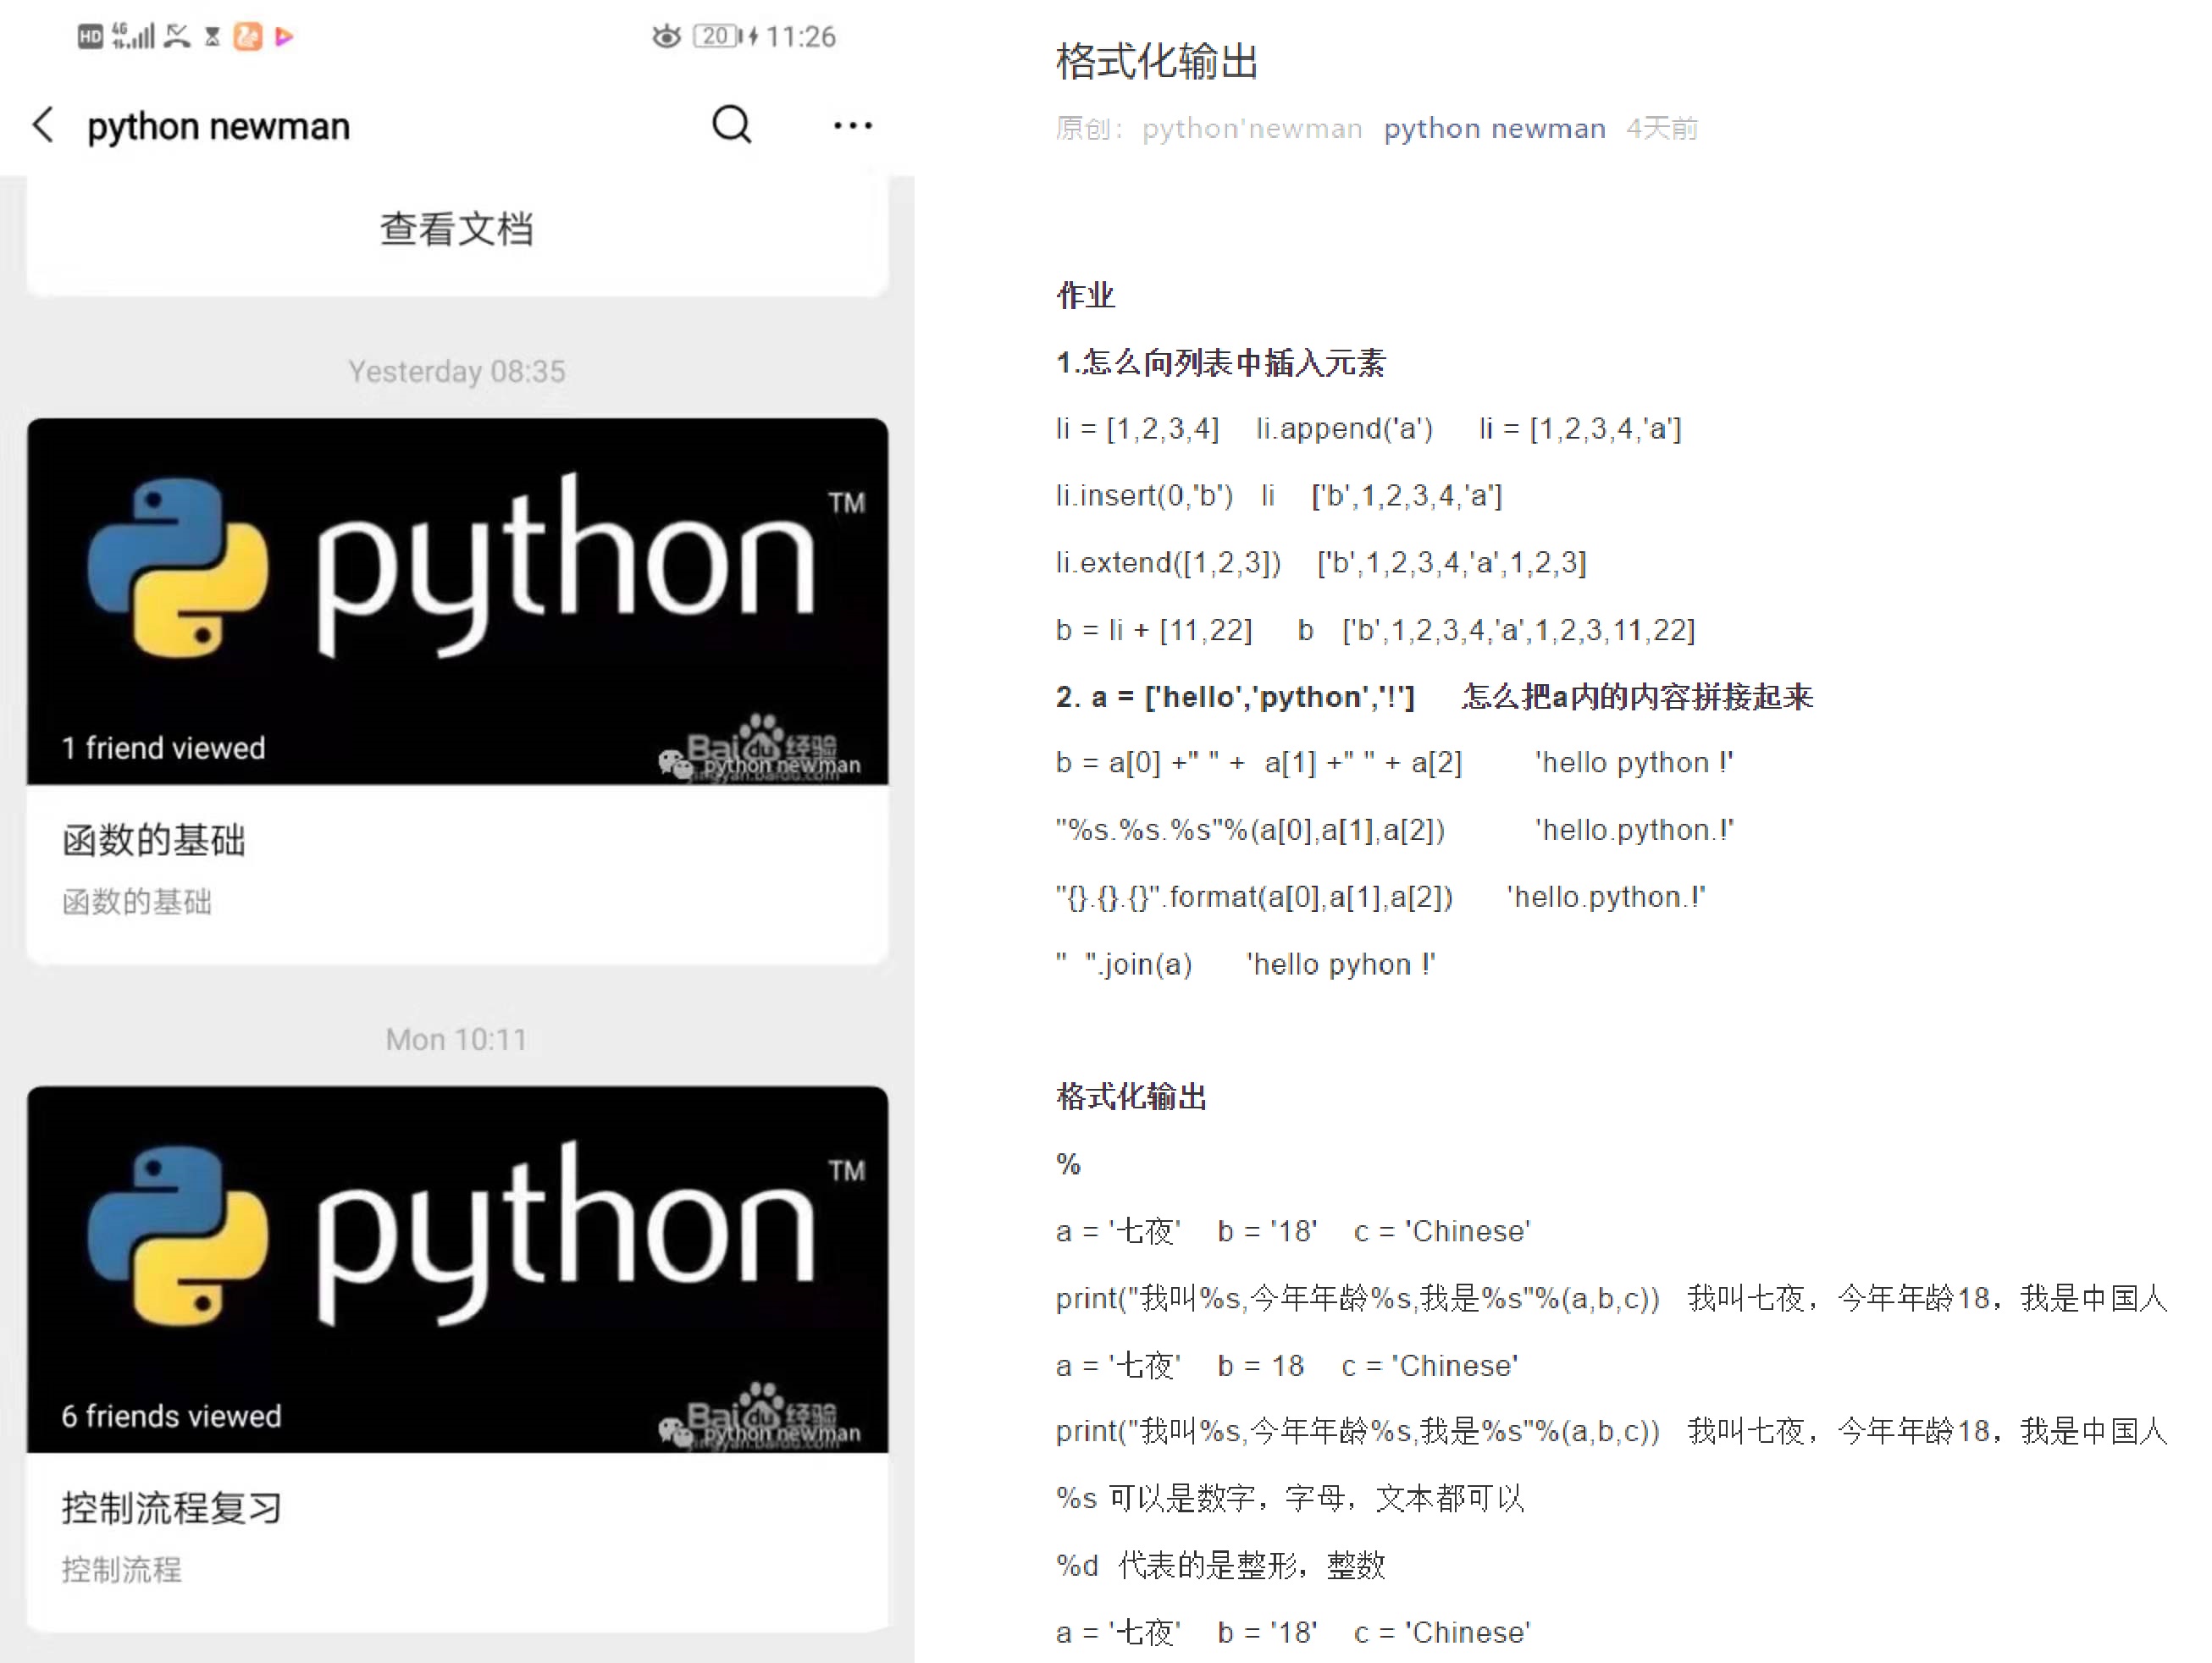 HD 4G 20 11:26
python newman
查看文档
Yesterday 08:35
python TM
1 friend viewed
Baidu经验
python newman
jingyan.baidu.com
函数的基础
函数的基础
Mon 10:11
python TM
6 friends viewed
Baidu经验
python newman
jingyan.baidu.com
控制流程复习
控制流程
格式化输出
原创： python'newman python newman 4天前
作业
1.怎么向列表中插入元素
li = [1,2,3,4] li.append('a') li = [1,2,3,4,'a']
li.insert(0,'b') li ['b',1,2,3,4,'a']
li.extend([1,2,3]) ['b',1,2,3,4,'a',1,2,3]
b = li + [11,22] b ['b',1,2,3,4,'a',1,2,3,11,22]
2. a = ['hello','python','!'] 怎么把a内的内容拼接起来
b = a[0] +" " + a[1] +" " + a[2] 'hello python !'
"%s.%s.%s"%(a[0],a[1],a[2]) 'hello.python.!'
"{}.{}.{}".format(a[0],a[1],a[2]) 'hello.python.!'
" ".join(a) 'hello pyhon !'
格式化输出
%
a = '七夜' b = '18' c = 'Chinese'
print("我叫%s,今年年龄%s,我是%s"%(a,b,c)) 我叫七夜，今年年龄18，我是中国人
a = '七夜' b = 18 c = 'Chinese'
print("我叫%s,今年年龄%s,我是%s"%(a,b,c)) 我叫七夜，今年年龄18，我是中国人
%s 可以是数字，字母，文本都可以
%d 代表的是整形，整数
a = '七夜' b = '18' c = 'Chinese'